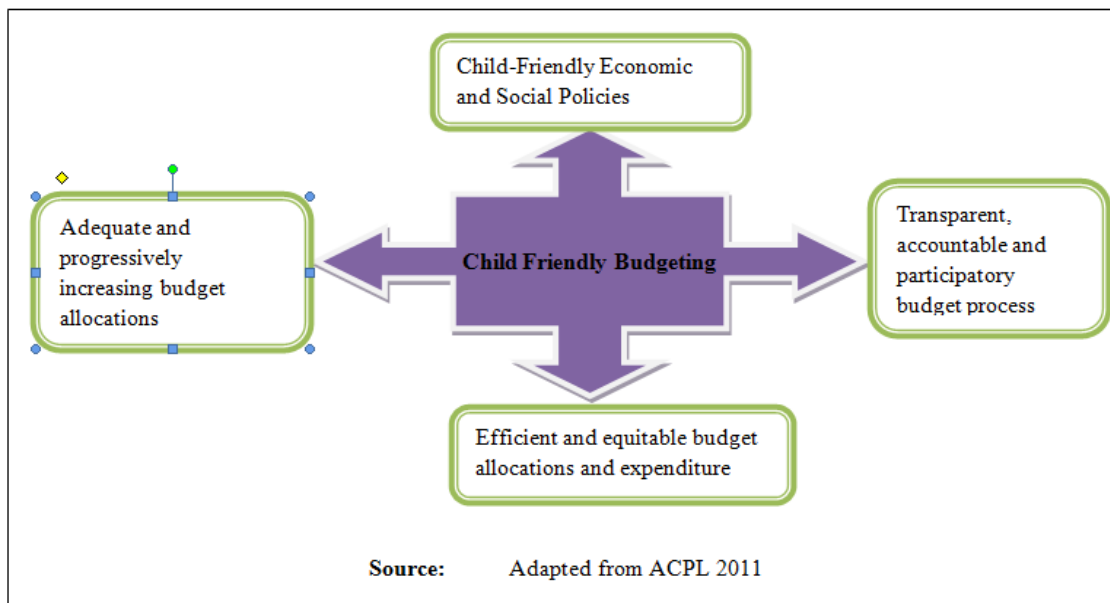 Child-Friendly Economic
and Social Policies
Adequate and
progressively
increasing budget
allocations
Child Friendly Budgeting
Transparent,
accountable and
participatory
budget process
Efficient and equitable budget
allocations and expenditure
Source: Adapted from ACPL 2011